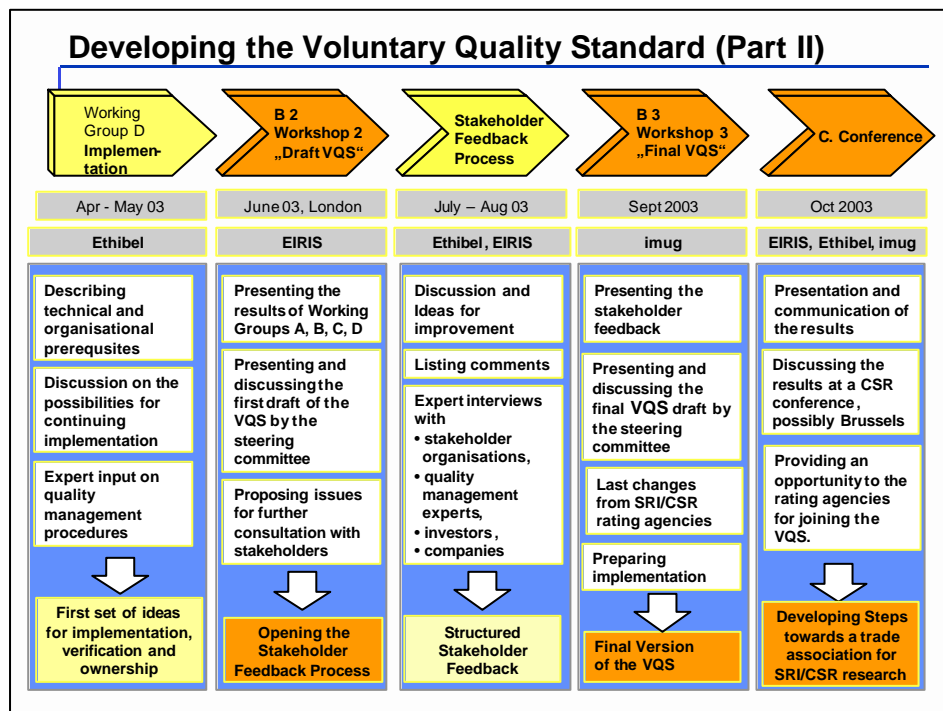 Developing the Voluntary Quality Standard (Part II)
Working
Group D
Implemen-
tation
B 2
Workshop 2
„Draft VQS“
Stakeholder
Feedback
Process
B 3
Workshop 3
„Final VQS“
C. Conference
Apr - May 03
June 03, London
July – Aug 03
Sept 2003
Oct 2003
Ethibel
EIRIS
Ethibel, EIRIS
imug
EIRIS, Ethibel, imug
Describing
technical and
organisational
prerequsites
Discussion on the
possibilities for
continuing
implementation
Expert input on
quality
management
procedures
First set of ideas
for implementation,
verification and
ownership
Presenting the
results of Working
Groups A, B, C, D
Presenting and
discussing the
first draft of the
VQS by the
steering
committee
Proposing issues
for further
consultation with
stakeholders
Opening the
Stakeholder
Feedback Process
Discussion and
Ideas for
improvement
Listing comments
Expert interviews
with
• stakeholder
organisations,
• quality
management
experts,
• investors,
• companies
Structured
Stakeholder
Feedback
Presenting the
stakeholder
feedback
Presenting and
discussing the
final VQS draft by
the steering
committee
Last changes
from SRI/CSR
rating agencies
Preparing
implementation
Final Version
of the VQS
Presentation and
communication of
the results
Discussing the
results at a CSR
conference,
possibly Brussels
Providing an
opportunity to the
rating agencies
for joining the
VQS.
Developing Steps
towards a trade
association for
SRI/CSR research